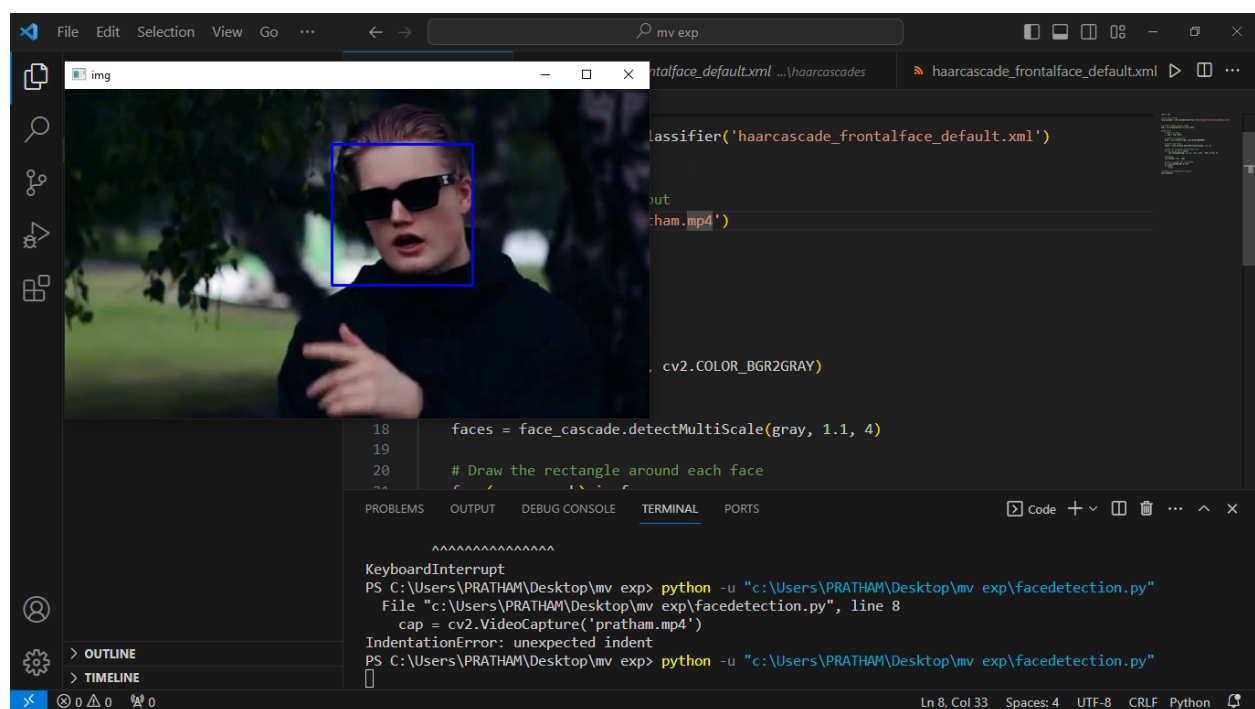 File Edit Selection View Go ··· mv exp
img
ntalface_default.xml ...\haarcascades haarcascade_frontalface_default.xml
lassifier('haarcascade_frontalface_default.xml')
out
tham.mp4')
, cv2.COLOR_BGR2GRAY)
18 faces = face_cascade.detectMultiScale(gray, 1.1, 4)
19
20 # Draw the rectangle around each face
PROBLEMS OUTPUT DEBUG CONSOLE TERMINAL PORTS Code
^^^^^^^^^^^^^^^
KeyboardInterrupt
PS C:\Users\PRATHAM\Desktop\mv exp> python -u "c:\Users\PRATHAM\Desktop\mv exp\facedetection.py"
File "c:\Users\PRATHAM\Desktop\mv exp\facedetection.py", line 8
cap = cv2.VideoCapture('pratham.mp4')
IndentationError: unexpected indent
PS C:\Users\PRATHAM\Desktop\mv exp> python -u "c:\Users\PRATHAM\Desktop\mv exp\facedetection.py"
> OUTLINE
> TIMELINE
0 0 0 Ln 8, Col 33 Spaces: 4 UTF-8 CRLF Python